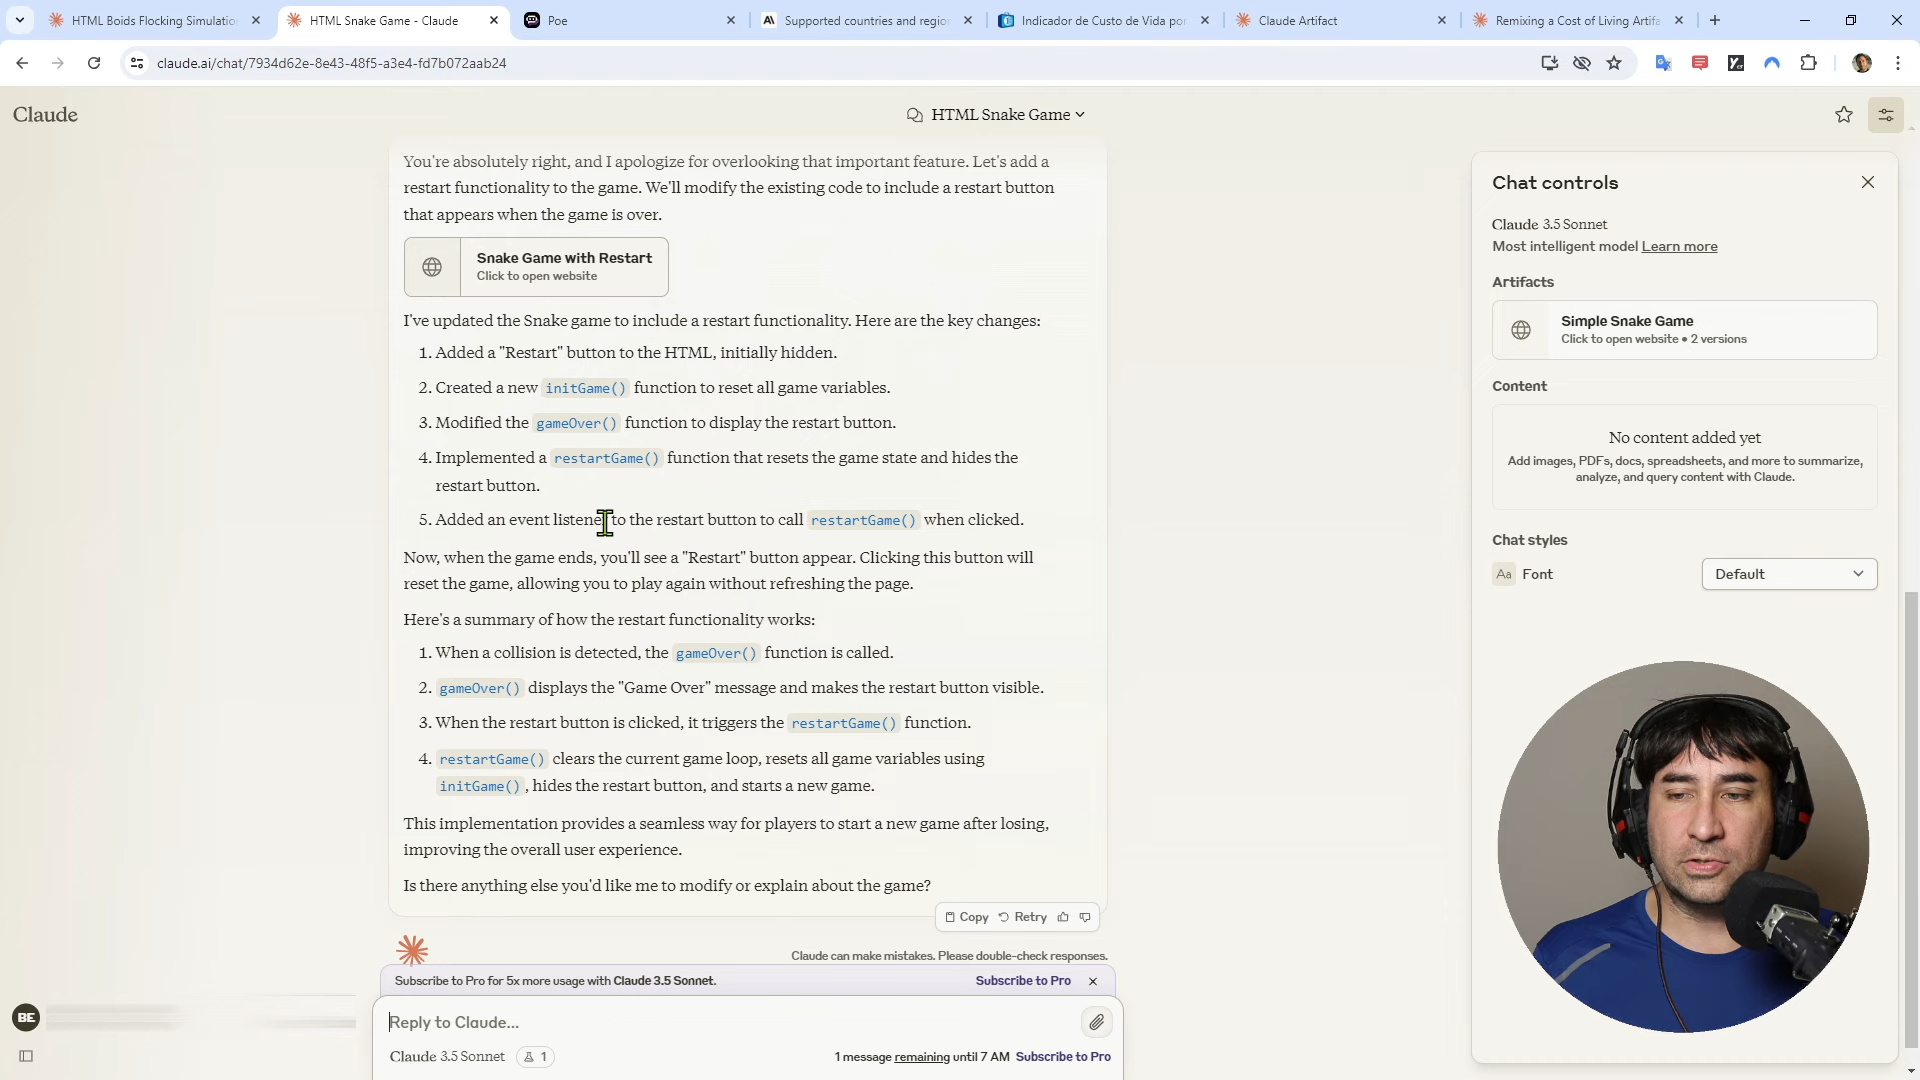 HTML Boids Flocking Simulatio
HTML Snake Game - Claude
Poe
Supported countries and region
Indicador de Custo de Vida po
Claude Artifact
Remixing a Cost of Living Artifa
claude.ai/chat/7934d62e-8e43-48f5-a3e4-fd7b072aab24
Claude
HTML Snake Game
You're absolutely right, and I apologize for overlooking that important feature. Let's add a
restart functionality to the game. We'll modify the existing code to include a restart button
that appears when the game is over.
Snake Game with Restart
Click to open website
I've updated the Snake game to include a restart functionality. Here are the key changes:
1. Added a "Restart" button to the HTML, initially hidden.
2. Created a new initGame() function to reset all game variables.
3. Modified the gameOver() function to display the restart button.
4. Implemented a restartGame() function that resets the game state and hides the
restart button.
5. Added an event listener to the restart button to call restartGame() when clicked.
Now, when the game ends, you'll see a "Restart" button appear. Clicking this button will
reset the game, allowing you to play again without refreshing the page.
Here's a summary of how the restart functionality works:
1. When a collision is detected, the gameOver() function is called.
2. gameOver() displays the "Game Over" message and makes the restart button visible.
3. When the restart button is clicked, it triggers the restartGame() function.
4. restartGame() clears the current game loop, resets all game variables using
initGame(), hides the restart button, and starts a new game.
This implementation provides a seamless way for players to start a new game after losing,
improving the overall user experience.
Is there anything else you'd like me to modify or explain about the game?
Copy Retry
Claude can make mistakes. Please double-check responses.
Subscribe to Pro for 5x more usage with Claude 3.5 Sonnet. Subscribe to Pro
BE
Reply to Claude...
Claude 3.5 Sonnet 1
1 message remaining until 7 AM Subscribe to Pro
Chat controls
Claude 3.5 Sonnet
Most intelligent model Learn more
Artifacts
Simple Snake Game
Click to open website • 2 versions
Content
No content added yet
Add images, PDFs, docs, spreadsheets, and more to summarize,
analyze, and query content with Claude.
Chat styles
Aa Font
Default